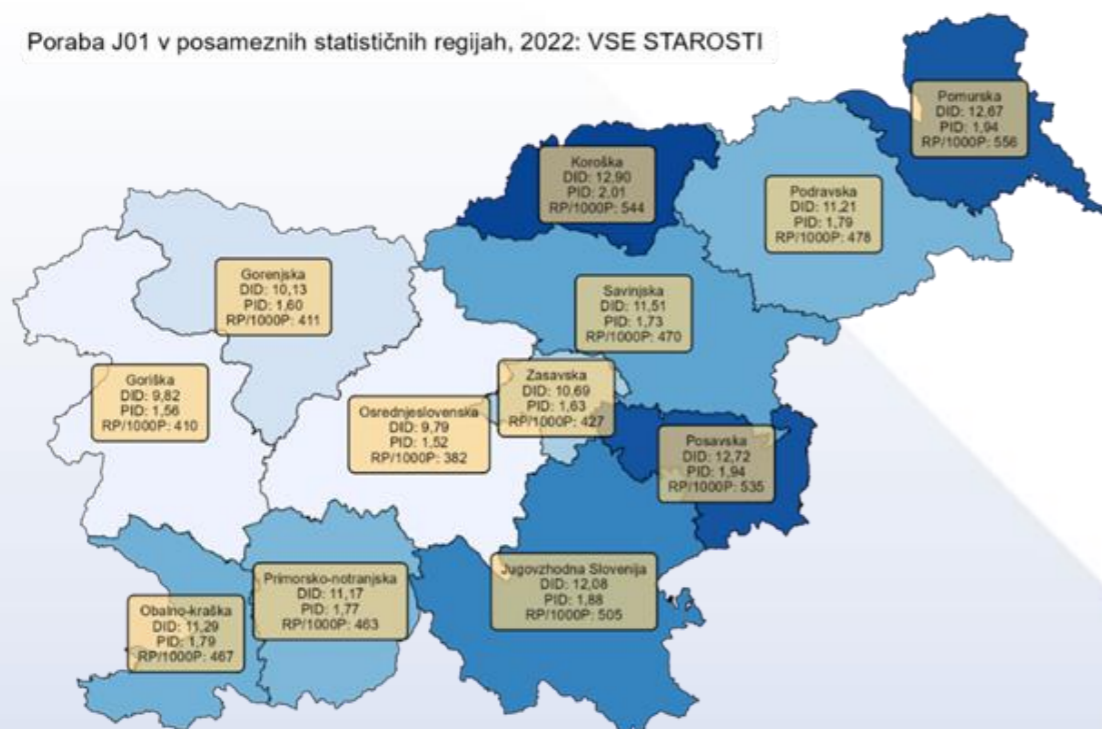 Poraba J01 v posameznih statističnih regijah, 2022: VSE STAROSTI
Pomurska
DID: 12,67
PID: 1,94
RP/1000P: 556
Koroška
DID: 12,90
PID: 2,01
RP/1000P: 544
Podravska
DID: 11,21
PID: 1,79
RP/1000P: 478
Gorenjska
DID: 10,13
PID: 1,60
RP/1000P: 411
Savinjska
DID: 11,51
PID: 1,73
RP/1000P: 470
Goriška
DID: 9,82
PID: 1,56
RP/1000P: 410
Zasavska
DID: 10,69
PID: 1,63
RP/1000P: 427
Osrednjeslovenska
DID: 9,79
PID: 1,52
RP/1000P: 382
Posavska
DID: 12,72
PID: 1,94
RP/1000P: 535
Jugovzhodna Slovenija
DID: 12,08
PID: 1,88
RP/1000P: 505
Primorsko-notranjska
DID: 11,17
PID: 1,77
RP/1000P: 463
Obalno-kraška
DID: 11,29
PID: 1,79
RP/1000P: 467